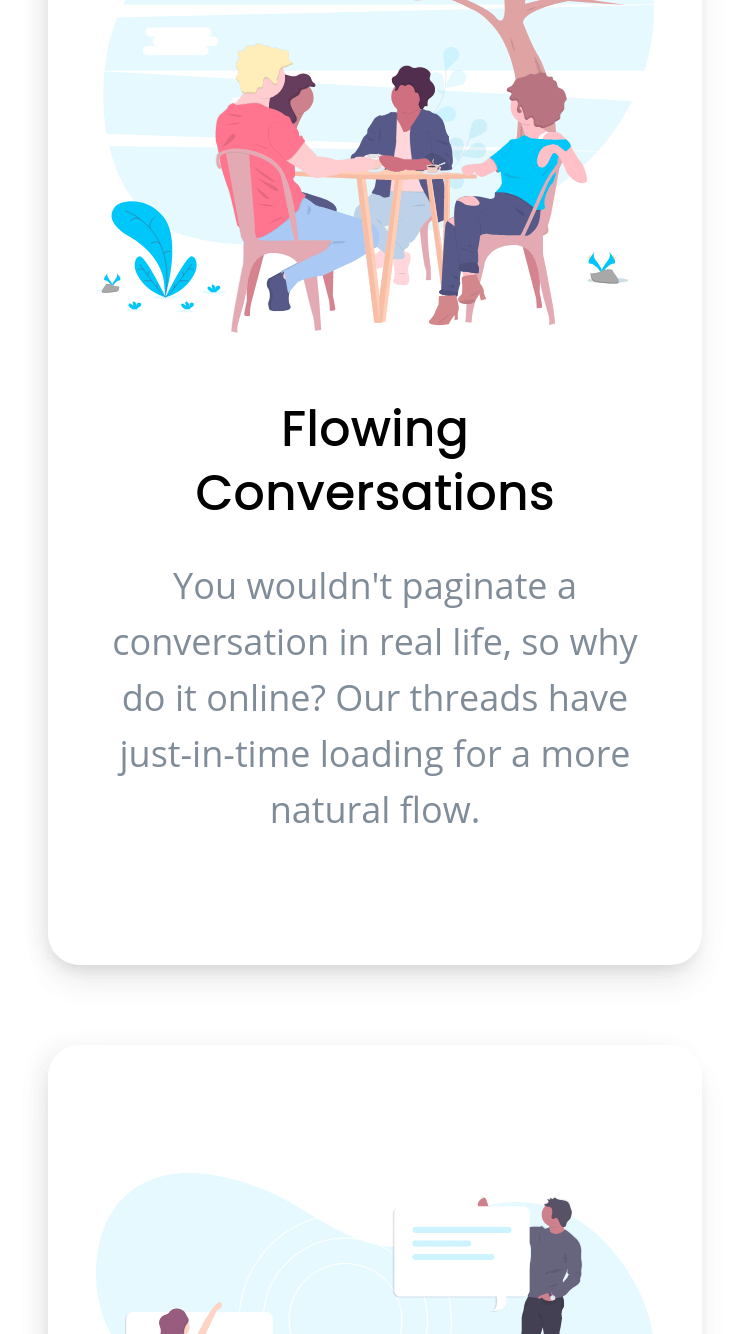 Flowing
Conversations
You wouldn't paginate a
conversation in real life, so why
do it online? Our threads have
just-in-time loading for a more
natural flow.